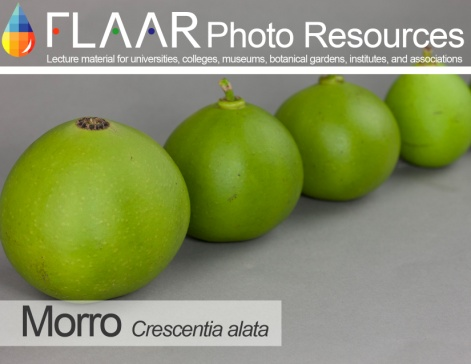 FLAAR Photo Resources
Lecture material for universities, colleges, museums, botanical gardens, institutes, and associations
Morro Crescentia alata